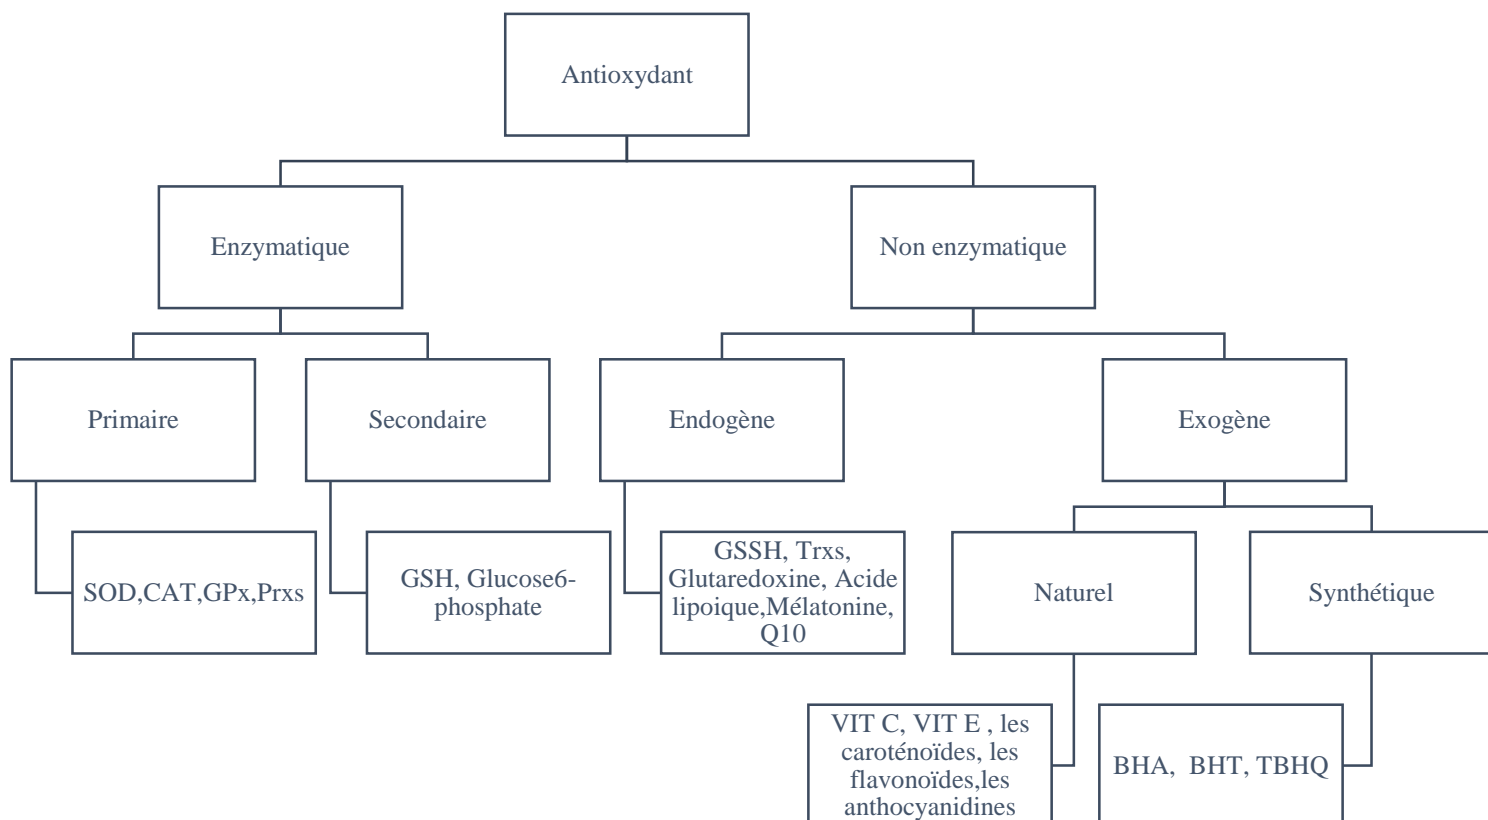 Antioxydant
Enzymatique
Non enzymatique
Primaire
Secondaire
Endogène
Exogène
SOD,CAT,GPx,Prxs
GSH, Glucose6-
phosphate
GSSH, Trxs,
Glutaredoxine, Acide
lipoique,Mélatonine,
Q10
Naturel
Synthétique
VIT C, VIT E , les
caroténoïdes, les
flavonoïdes,les
anthocyanidines
BHA, BHT, TBHQ